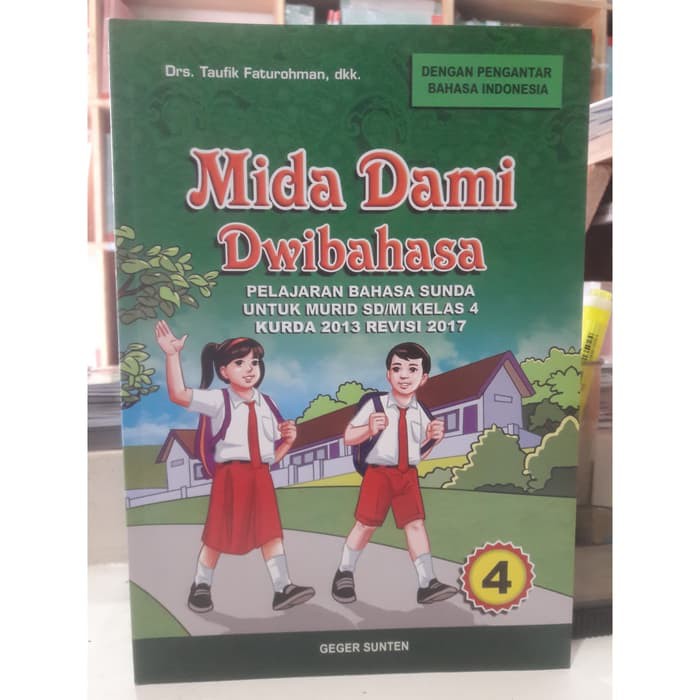 Drs. Taufik Faturohman, dkk.
DENGAN PENGANTAR
BAHASA INDONESIA
Mida Dami
Dwibahasa
PELAJARAN BAHASA SUNDA
UNTUK MURID SD/MI KELAS 4
KURDA 2013 REVISI 2017
4
GEGER SUNTEN